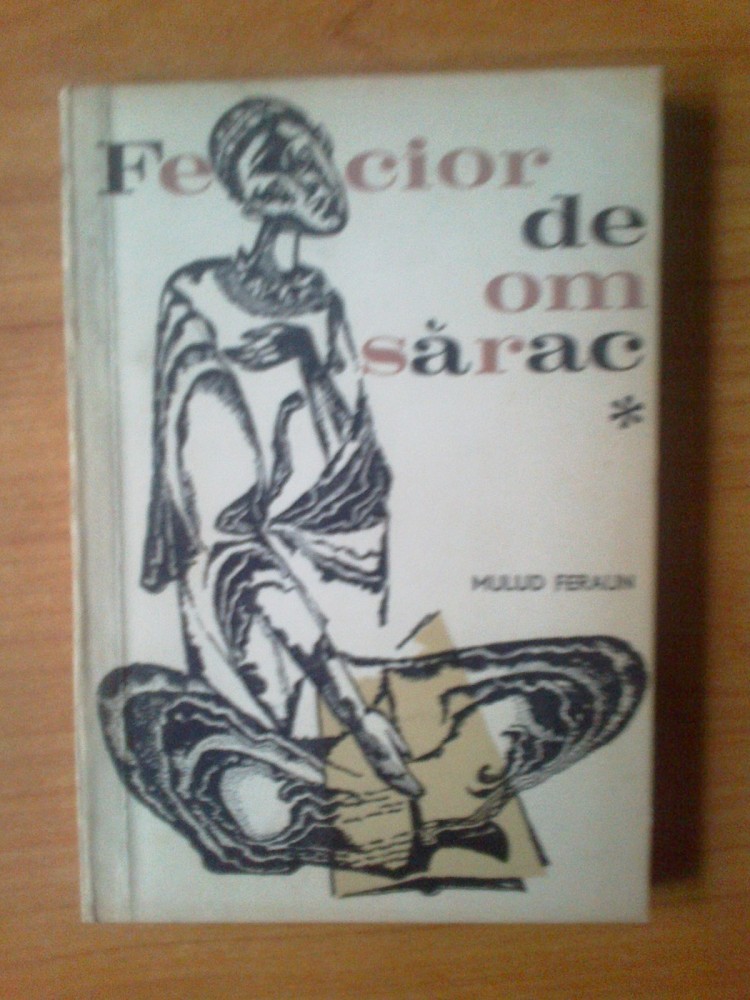 Fecior
de
om
sărac
*
MULUD FERAUN